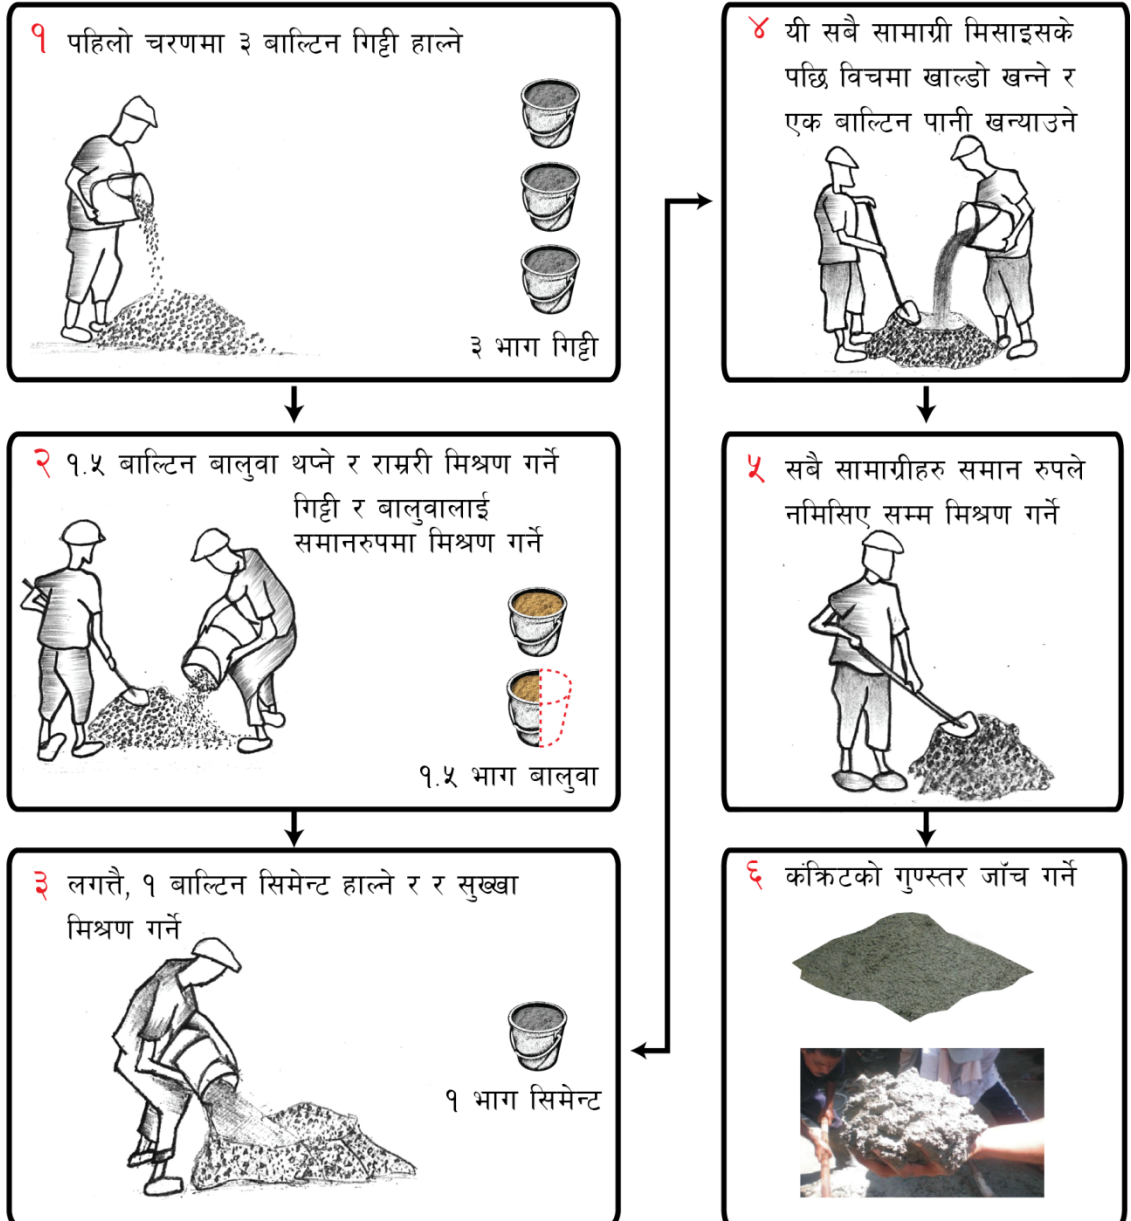 १ पहिलो चरणमा ३ बाल्टिन गिट्टी हाल्ने
३ भाग गिट्टी
२ १.५ बाल्टिन बालुवा थप्ने र राम्ररी मिश्रण गर्ने
गिट्टी र बालुवालाई
समानरुपमा मिश्रण गर्ने
१.५ भाग बालुवा
३ लगत्तै, १ बाल्टिन सिमेन्ट हाल्ने र र सुख्खा
मिश्रण गर्ने
१ भाग सिमेन्ट
४ यी सबै सामाग्री मिसाइसके
पछि विचमा खाल्डो खन्ने र
एक बाल्टिन पानी खन्याउने
५ सबै सामाग्रीहरु समान रुपले
नमिसिए सम्म मिश्रण गर्ने
६ कंक्रिटको गुणस्तर जाँच गर्ने